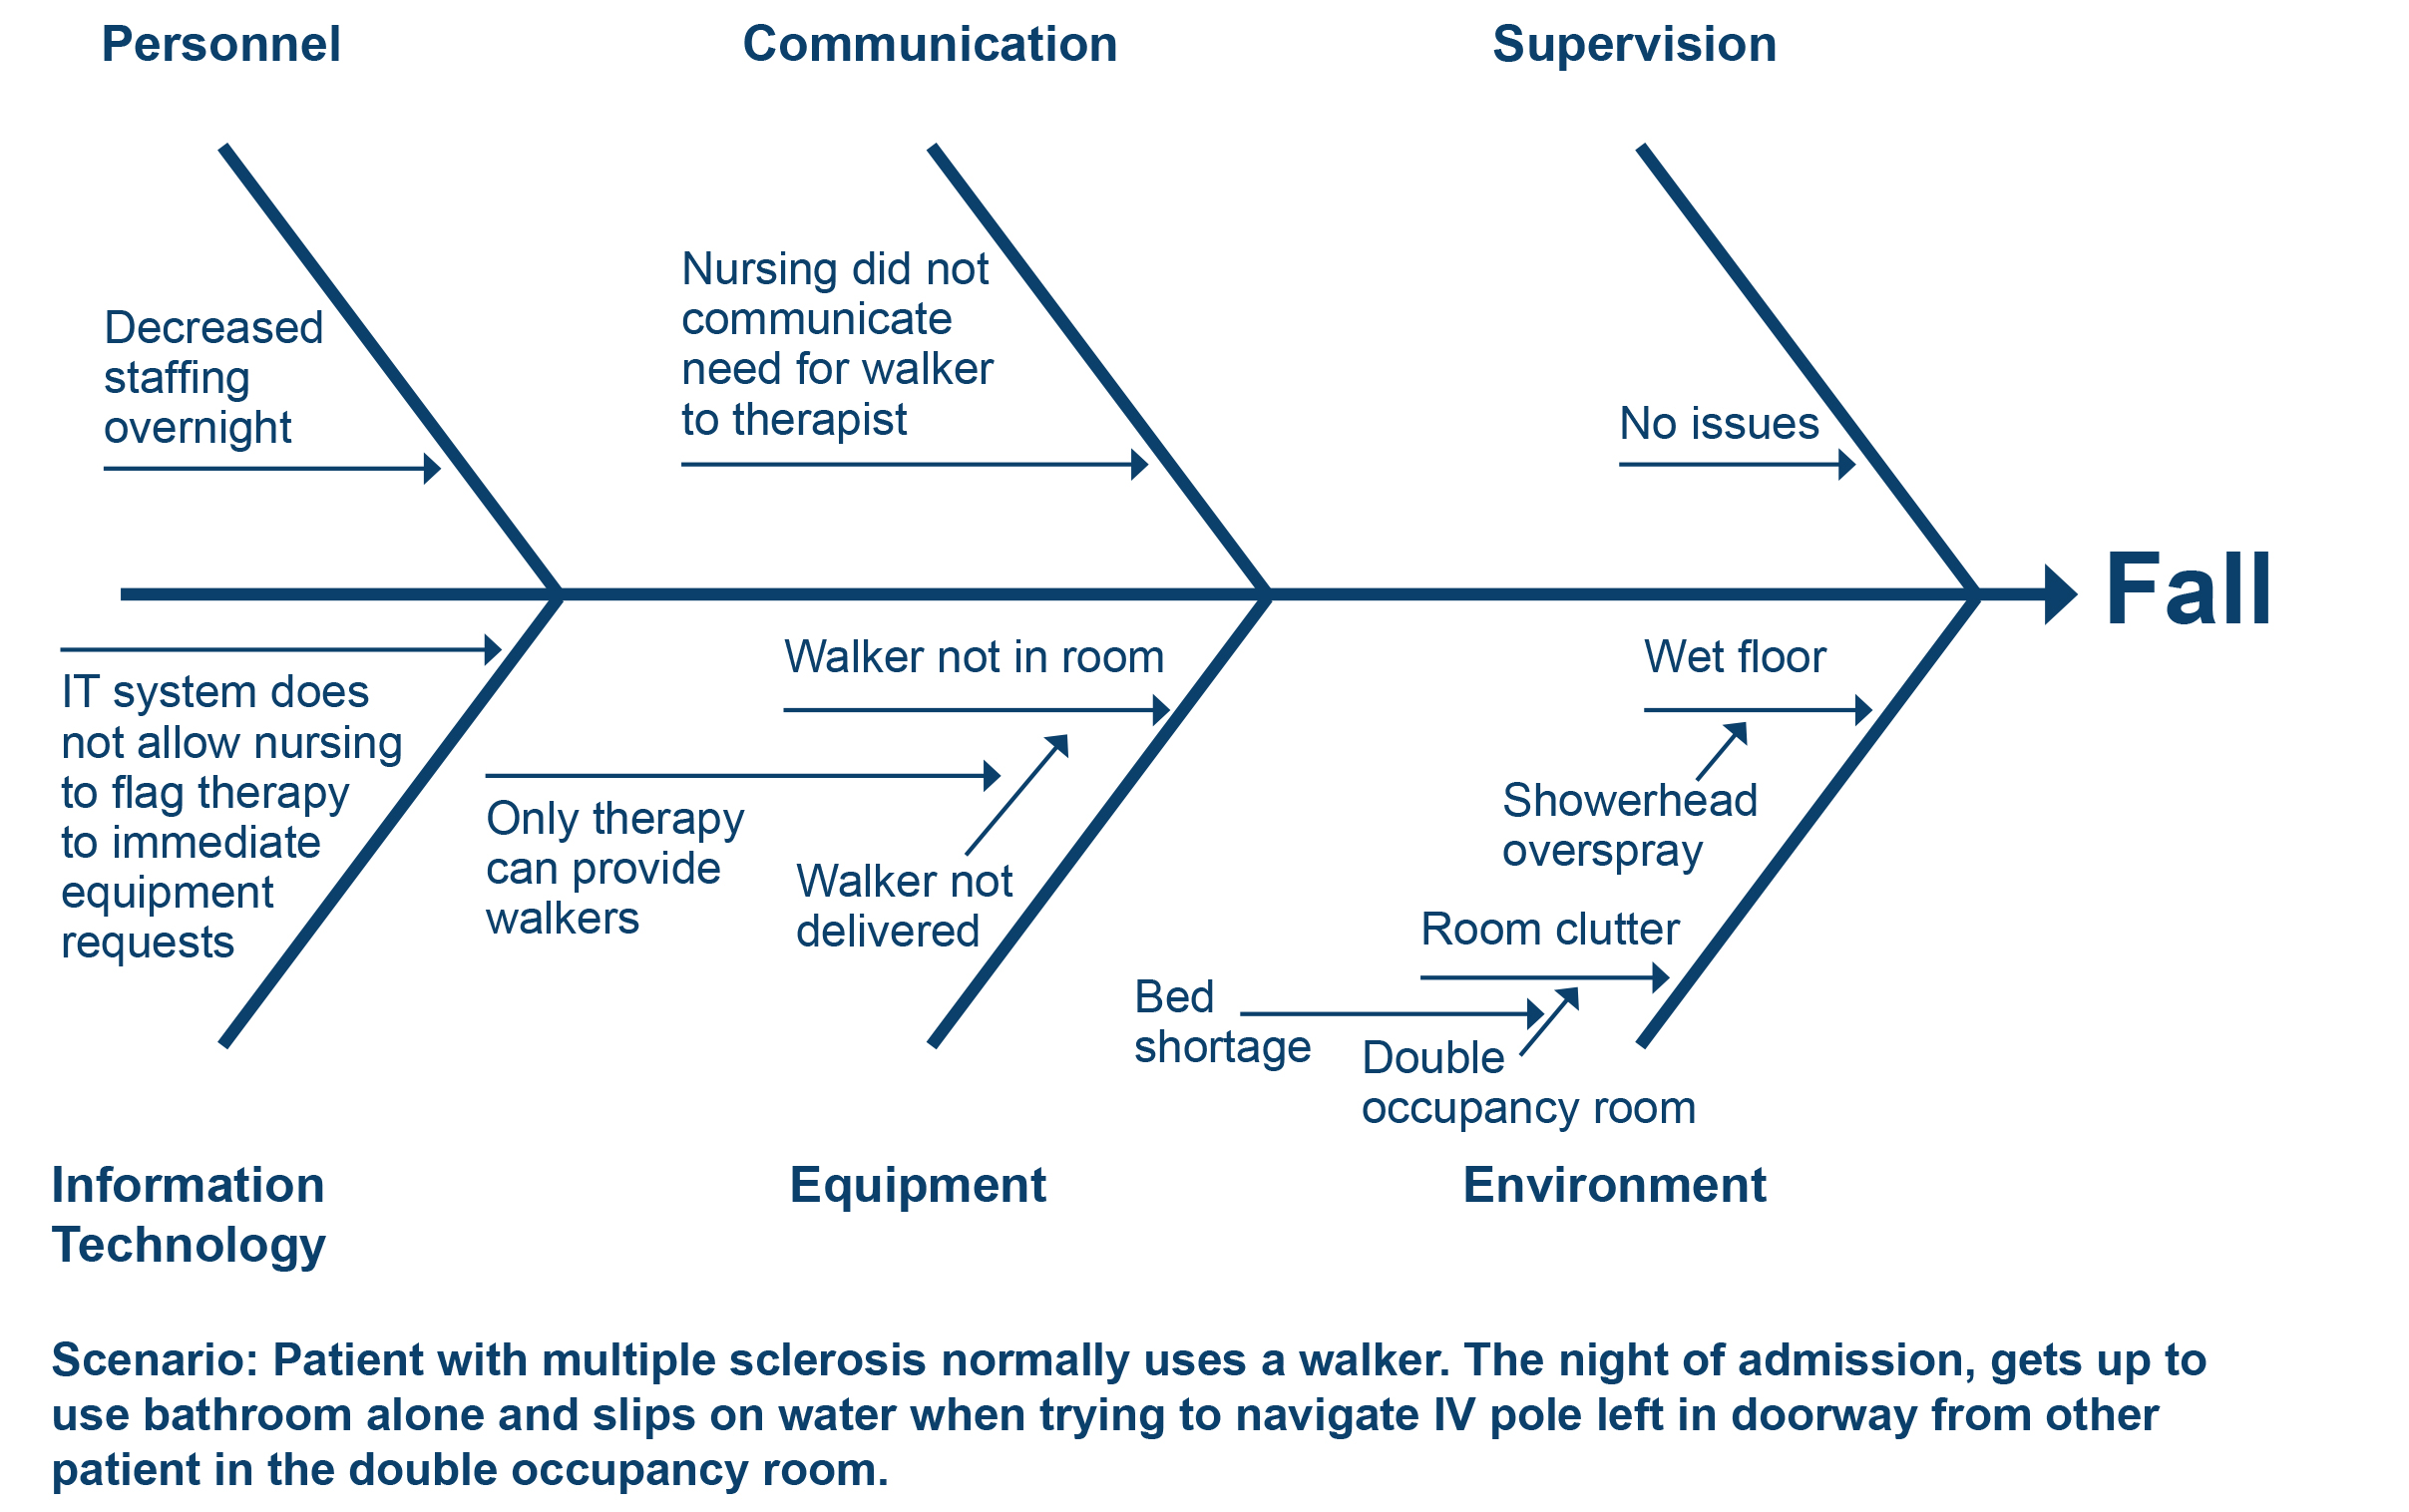 Personnel
Communication
Supervision
Decreased
staffing
overnight
Nursing did not
communicate
need for walker
to therapist
No issues
Fall
IT system does
not allow nursing
to flag therapy
to immediate
equipment
requests
Walker not in room
Only therapy
can provide
walkers
Walker not
delivered
Wet floor
Showerhead
overspray
Room clutter
Bed
shortage
Double
occupancy room
Information
Technology
Equipment
Environment
Scenario: Patient with multiple sclerosis normally uses a walker. The night of admission, gets up to
use bathroom alone and slips on water when trying to navigate IV pole left in doorway from other
patient in the double occupancy room.